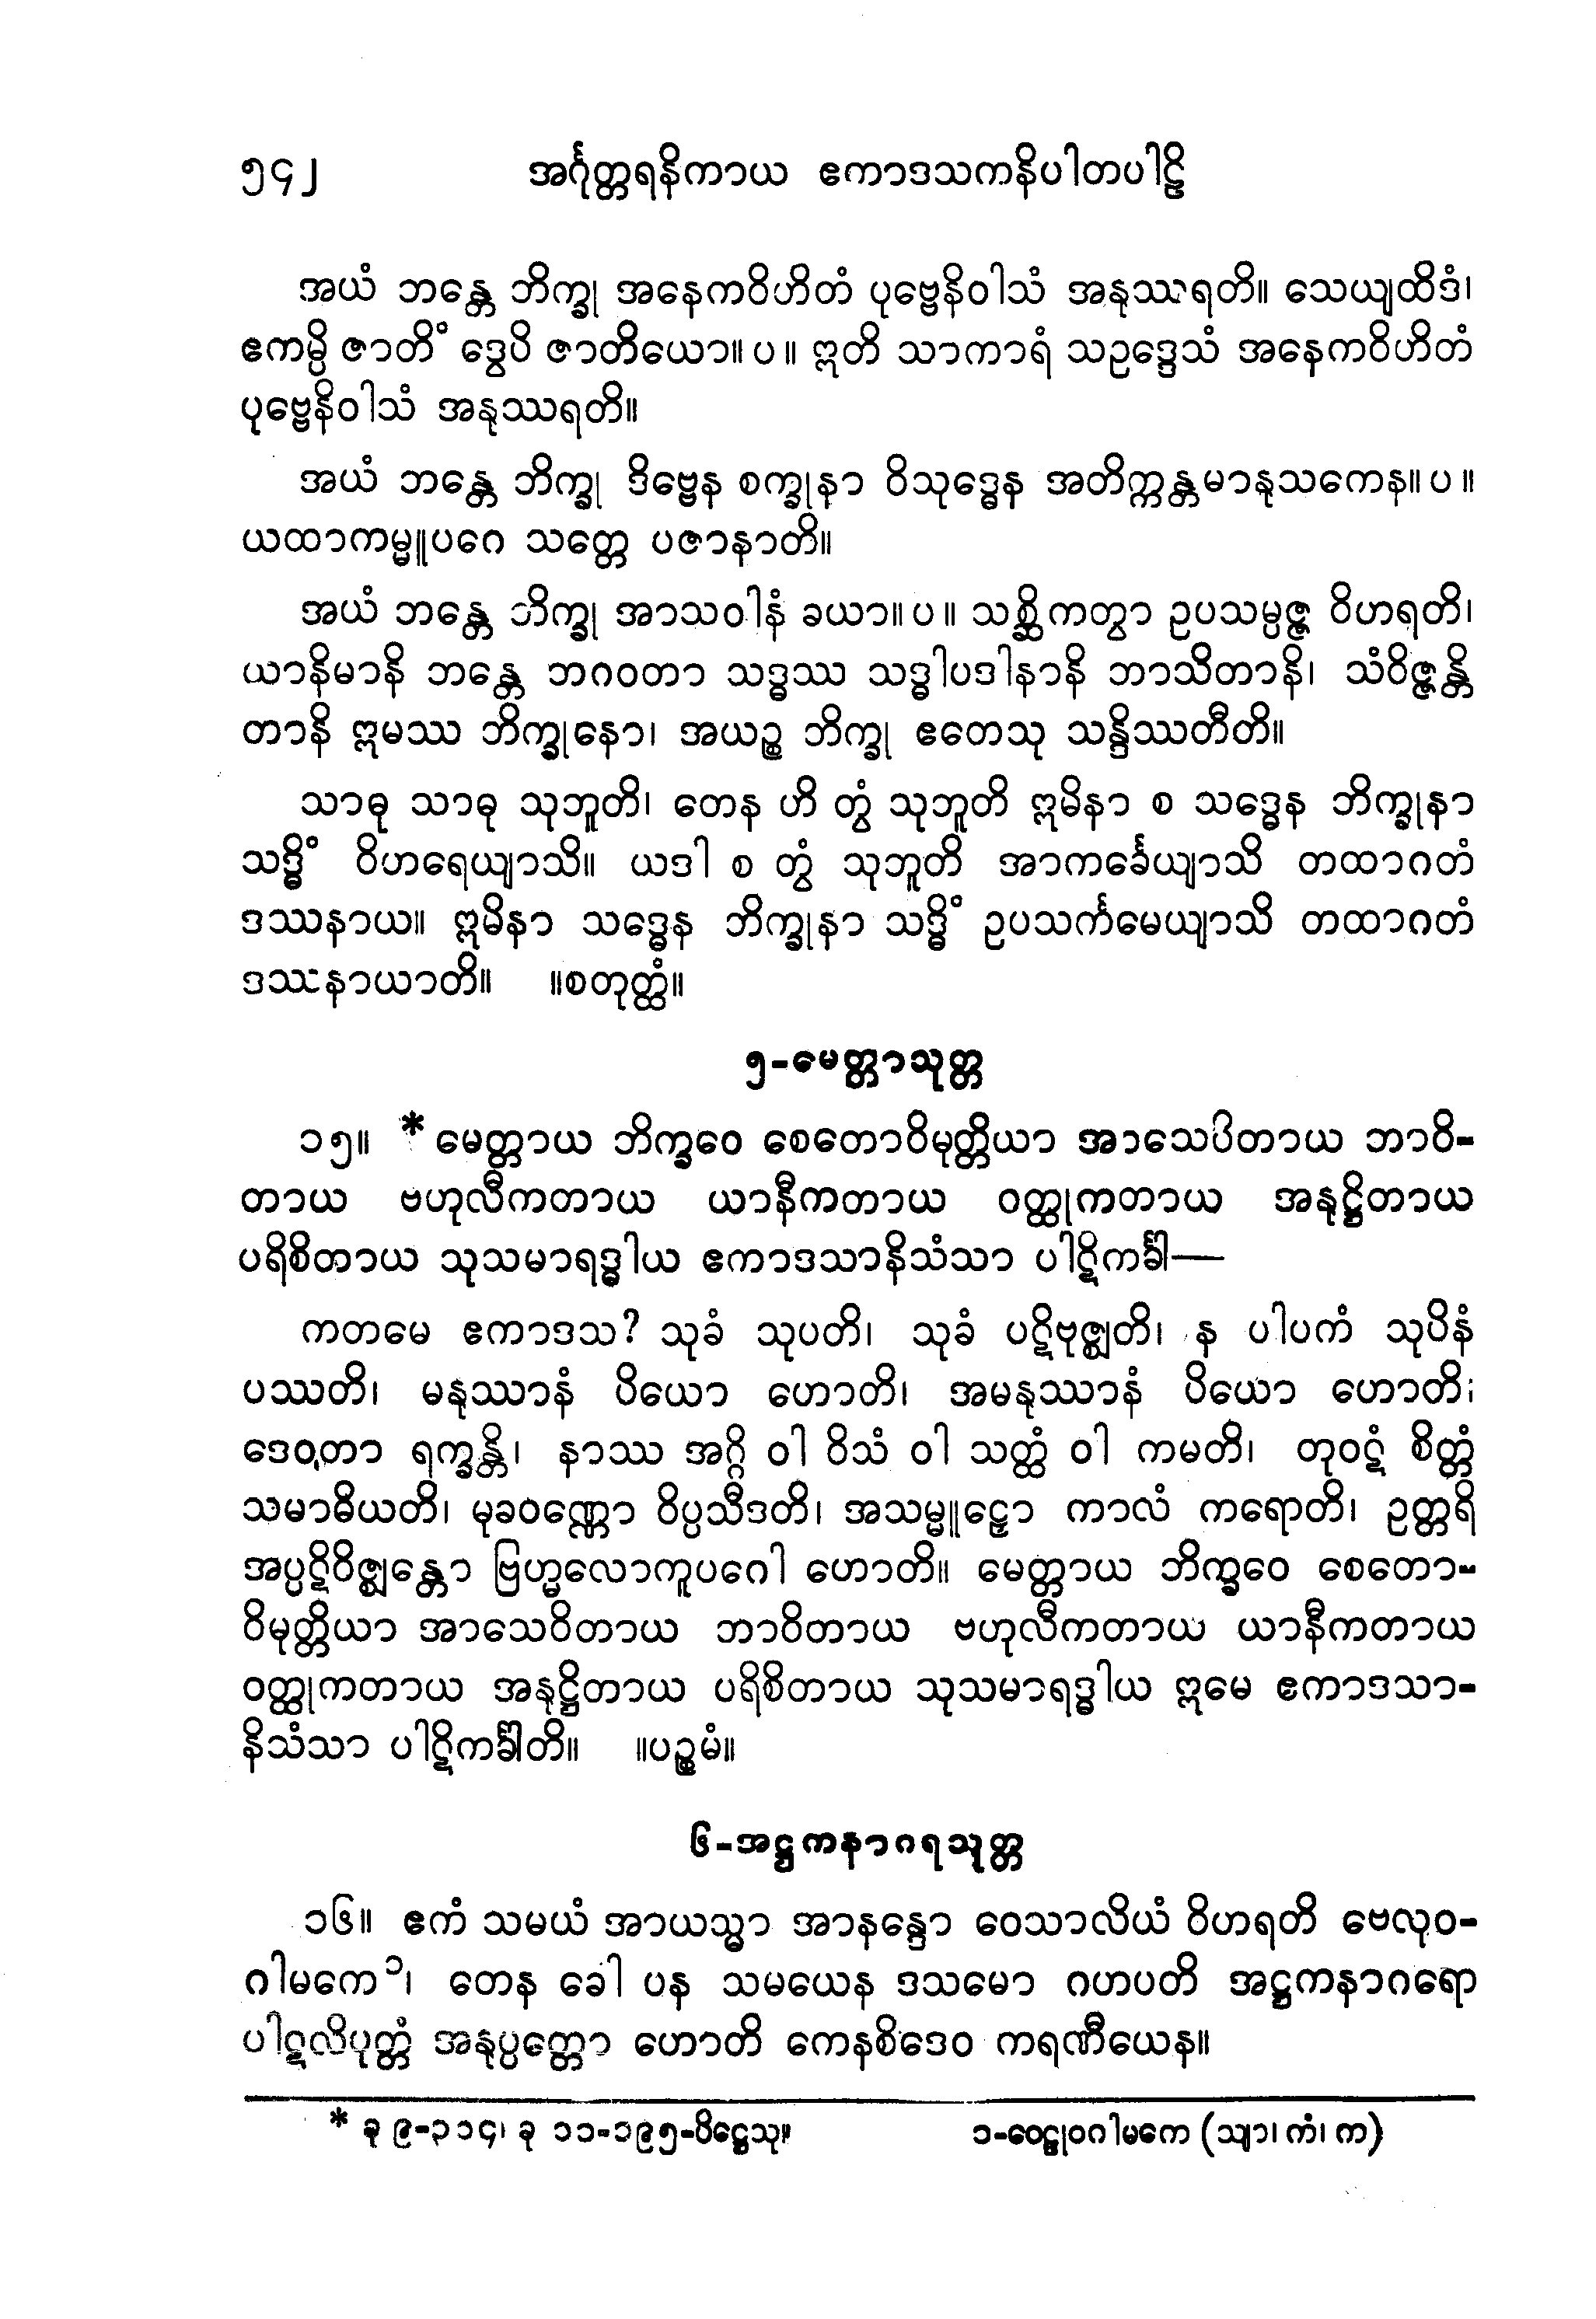 ၅၄၂ အင်္ဂုတ္တရနိကာယ ဧကာဒသကနိပါတပါဠိ
အယံ ဘန္တေ ဘိက္ခု အနေကဝိဟိတံ ပုဗ္ဗေနိဝါသံ အနုဿရတိ။ သေယျထိဒံ၊
ဧကမ္ပိ ဇာတိံ ဒွေပိ ဇာတိယော။ ပ ။ ဣတိ သာကာရံ သဥဒ္ဒေသံ အနေကဝိဟိတံ
ပုဗ္ဗေနိဝါသံ အနုဿရတိ။
အယံ ဘန္တေ ဘိက္ခု ဒိဗ္ဗေန စက္ခုနာ ဝိသုဒ္ဓေန အတိက္ကန္တမာနုသကေန။ ပ ။
ယထာကမ္မူပဂေ သတ္တေ ပဇာနာတိ။
အယံ ဘန္တေ ဘိက္ခု အာသဝါနံ ခယာ။ ပ ။ သစ္ဆိကတွာ ဥပသမ္ပဇ္ဇ ဝိဟရတိ၊
ယာနိမာနိ ဘန္တေ ဘဂဝတာ သဒ္ဓဿ သဒ္ဓါပဒါနာနိ ဘာသိတာနိ၊ သံဝိဇ္ဇန္တိ
တာနိ ဣမဿ ဘိက္ခုနော၊ အယဉ္စ ဘိက္ခု ဧတေသု သန္ဒိဿတီတိ။
သာဓု သာဓု သုဘူတိ၊ တေန ဟိ တွံ သုဘူတိ ဣမိနာ စ သဒ္ဓေန ဘိက္ခုနာ
သဒ္ဓိံ ဝိဟရေယျာသိ။ ယဒါ စ တွံ သုဘူတိ အာကင်္ခေယျာသိ တထာဂတံ
ဒဿနာယ။ ဣမိနာ သဒ္ဓေန ဘိက္ခုနာ သဒ္ဓိံ ဥပသင်္ကမေယျာသိ တထာဂတံ
ဒဿနာယာတိ။ ။စတုတ္ထံ။
၅-မေတ္တာသုတ္တ
၁၅။ * မေတ္တာယ ဘိက္ခဝေ စေတောဝိမုတ္တိယာ အာသေဝိတာယ ဘာဝိ-
တာယ ဗဟုလီကတာယ ယာနီကတာယ ဝတ္ထုကတာယ အနုဋ္ဌိတာယ
ပရိစိတာယ သုသမာရဒ္ဓါယ ဧကာဒသာနိသံသာ ပါဋိကင်္ခါ—
ကတမေ ဧကာဒသ? သုခံ သုပတိ၊ သုခံ ပဋိဗုဇ္ဈတိ၊ န ပါပကံ သုပိနံ
ပဿတိ၊ မနုဿာနံ ပိယော ဟောတိ၊ အမနုဿာနံ ပိယော ဟောတိ၊
ဒေဝတာ ရက္ခန္တိ၊ နာဿ အဂ္ဂိ ဝါ ဝိသံ ဝါ သတ္ထံ ဝါ ကမတိ၊ တုဝဋံ စိတ္တံ
သမာဓိယတိ၊ မုခဝဏ္ဏော ဝိပ္ပသီဒတိ၊ အသမ္မူဠှော ကာလံ ကရောတိ၊ ဥတ္တရိ
အပ္ပဋိဝိဇ္ဈန္တော ဗြဟ္မလောကူပဂေါ ဟောတိ။ မေတ္တာယ ဘိက္ခဝေ စေတော-
ဝိမုတ္တိယာ အာသေဝိတာယ ဘာဝိတာယ ဗဟုလီကတာယ ယာနီကတာယ
ဝတ္ထုကတာယ အနုဋ္ဌိတာယ ပရိစိတာယ သုသမာရဒ္ဓါယ ဣမေ ဧကာဒသာ-
နိသံသာ ပါဋိကင်္ခါတိ။ ။ပဉ္စမံ။
၆-အဋ္ဌကနာဂရသုတ္တ
၁၆။ ဧကံ သမယံ အာယသ္မာ အာနန္ဒော ဝေသာလိယံ ဝိဟရတိ ဗေလုဝ-
ဂါမကေ၁၊ တေန ခေါ ပန သမယေန ဒသမော ဂဟပတိ အဋ္ဌကနာဂရော
ပါဋလိပုတ္တံ အနုပ္ပတ္တော ဟောတိ ကေနစိဒေဝ ကရဏီယေန။
* ခု ၉-၃၁၄၊ ခု ၁၁-၁၉၅-ပိဋ္ဌေသု။ ၁-ဝေဠုဝဂါမကေ (သျာ၊ ကံ၊ က)